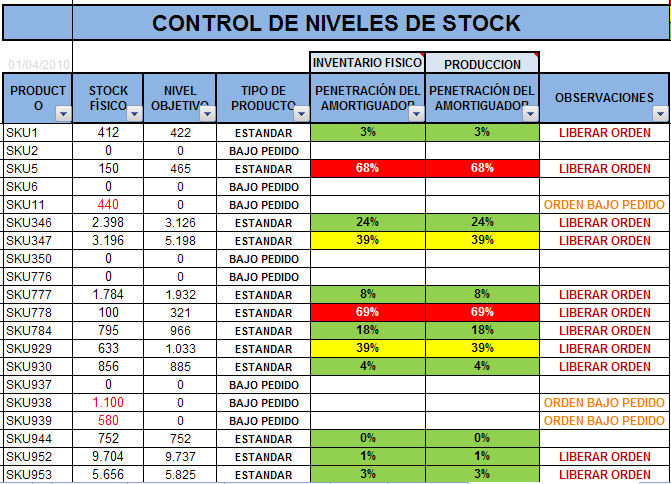 CONTROL DE NIVELES DE STOCK
01/04/2010 INVENTARIO FISICO PRODUCCION
PRODUCTO STOCK FÍSICO NIVEL OBJETIVO TIPO DE PRODUCTO PENETRACIÓN DEL AMORTIGUADOR PENETRACIÓN DEL AMORTIGUADOR OBSERVACIONES
SKU1 412 422 ESTANDAR 3% 3% LIBERAR ORDEN
SKU2 0 0 BAJO PEDIDO
SKU5 150 465 ESTANDAR 68% 68% LIBERAR ORDEN
SKU6 0 0 BAJO PEDIDO
SKU11 440 0 BAJO PEDIDO ORDEN BAJO PEDIDO
SKU346 2.398 3.126 ESTANDAR 24% 24% LIBERAR ORDEN
SKU347 3.196 5.198 ESTANDAR 39% 39% LIBERAR ORDEN
SKU350 0 0 BAJO PEDIDO
SKU776 0 0 BAJO PEDIDO
SKU777 1.784 1.932 ESTANDAR 8% 8% LIBERAR ORDEN
SKU778 100 321 ESTANDAR 69% 69% LIBERAR ORDEN
SKU784 795 966 ESTANDAR 18% 18% LIBERAR ORDEN
SKU929 633 1.033 ESTANDAR 39% 39% LIBERAR ORDEN
SKU930 856 885 ESTANDAR 4% 4% LIBERAR ORDEN
SKU937 0 0 BAJO PEDIDO
SKU938 1.100 0 BAJO PEDIDO ORDEN BAJO PEDIDO
SKU939 580 0 BAJO PEDIDO ORDEN BAJO PEDIDO
SKU944 752 752 ESTANDAR 0% 0%
SKU952 9.704 9.737 ESTANDAR 1% 1% LIBERAR ORDEN
SKU953 5.656 5.825 ESTANDAR 3% 3% LIBERAR ORDEN